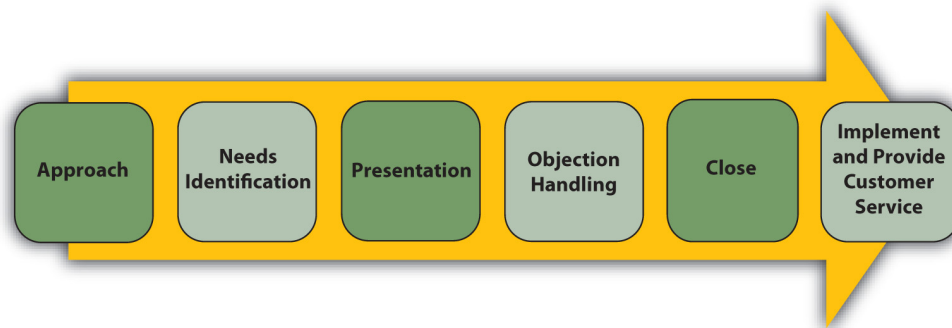 Approach
Needs
Identification
Presentation
Objection
Handling
Close
Implement
and Provide
Customer
Service